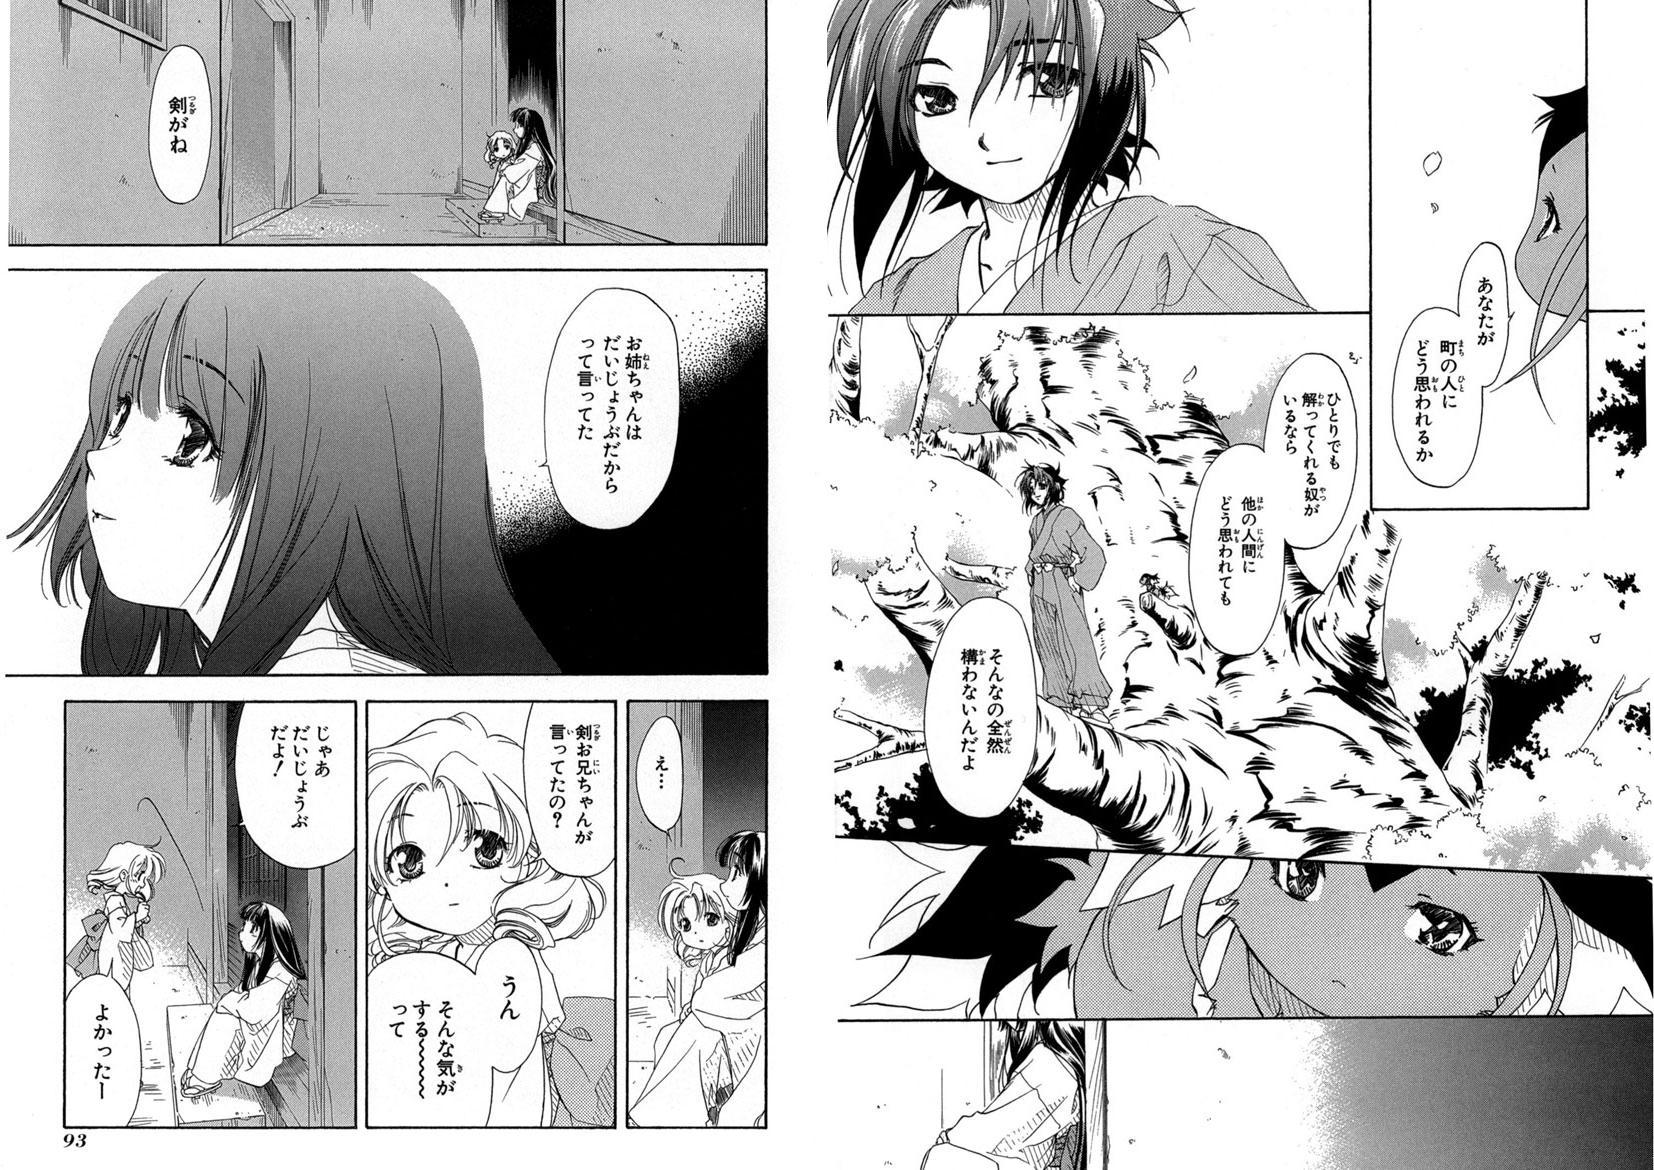 あなたが
町の人に
どう思われるか
ひとりでも
解ってくれる奴が
いるなら
他の人間に
どう思われても
そんなの全然
構わないんだよ
剣がね
お姉ちゃんは
だいじょうぶだから
って言ってた
え…
剣お兄ちゃんが
言ってたの?
うん
そんな気が
する〜〜〜〜
って
じゃあ
だいじょうぶ
だよ!
よかったー
93